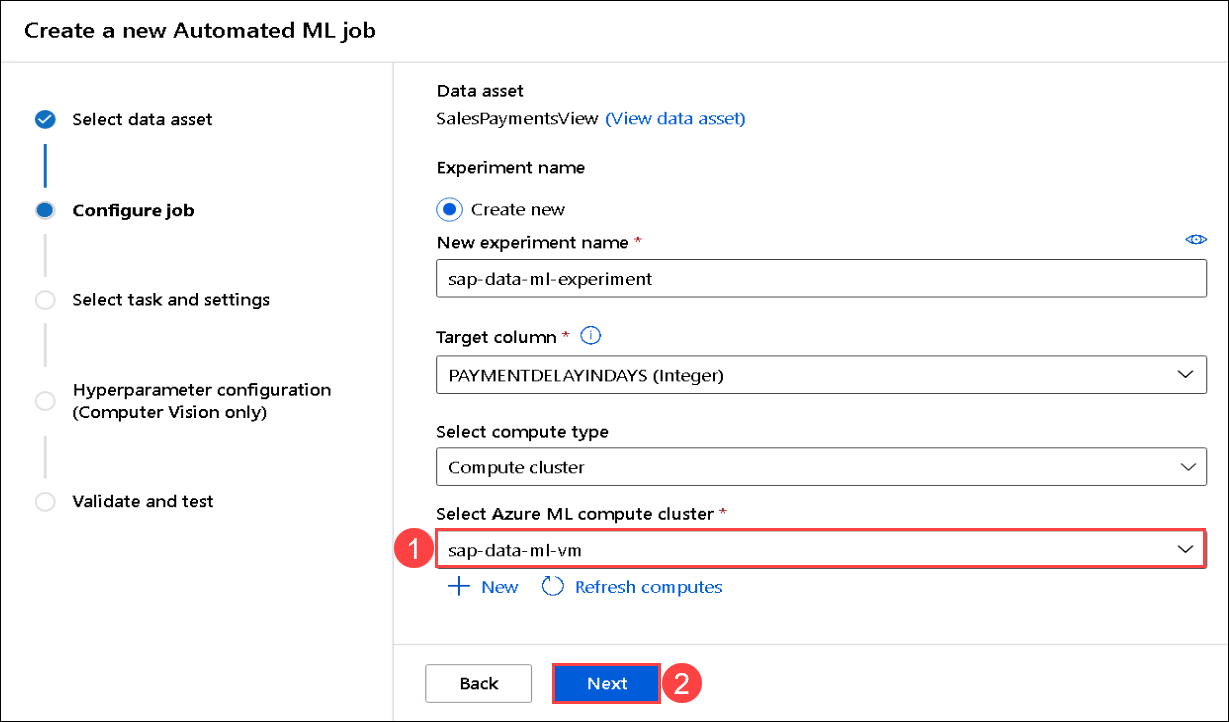 Create a new Automated ML job
Select data asset
Configure job
Select task and settings
Hyperparameter configuration
(Computer Vision only)
Validate and test
Data asset
SalesPaymentsView (View data asset)
Experiment name
Create new
New experiment name *
sap-data-ml-experiment
Target column * i
PAYMENTDELAYINDAYS (Integer)
Select compute type
Compute cluster
Select Azure ML compute cluster *
1 sap-data-ml-vm
+ New Refresh computes
Back Next 2